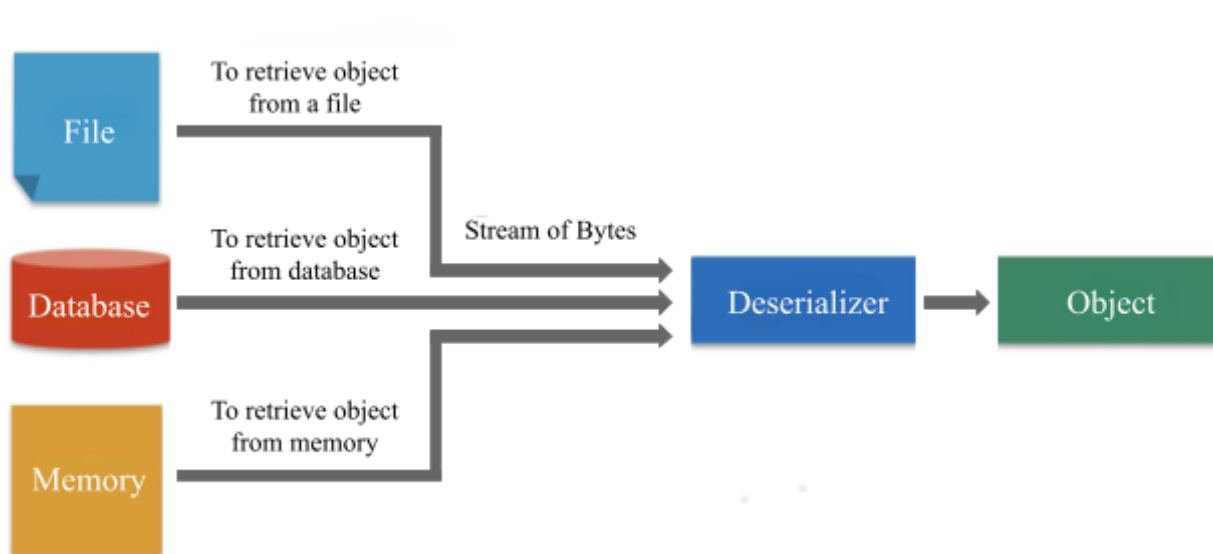 To retrieve object
from a file
File
Stream of Bytes
To retrieve object
from database
Database
Deserializer
Object
To retrieve object
from memory
Memory